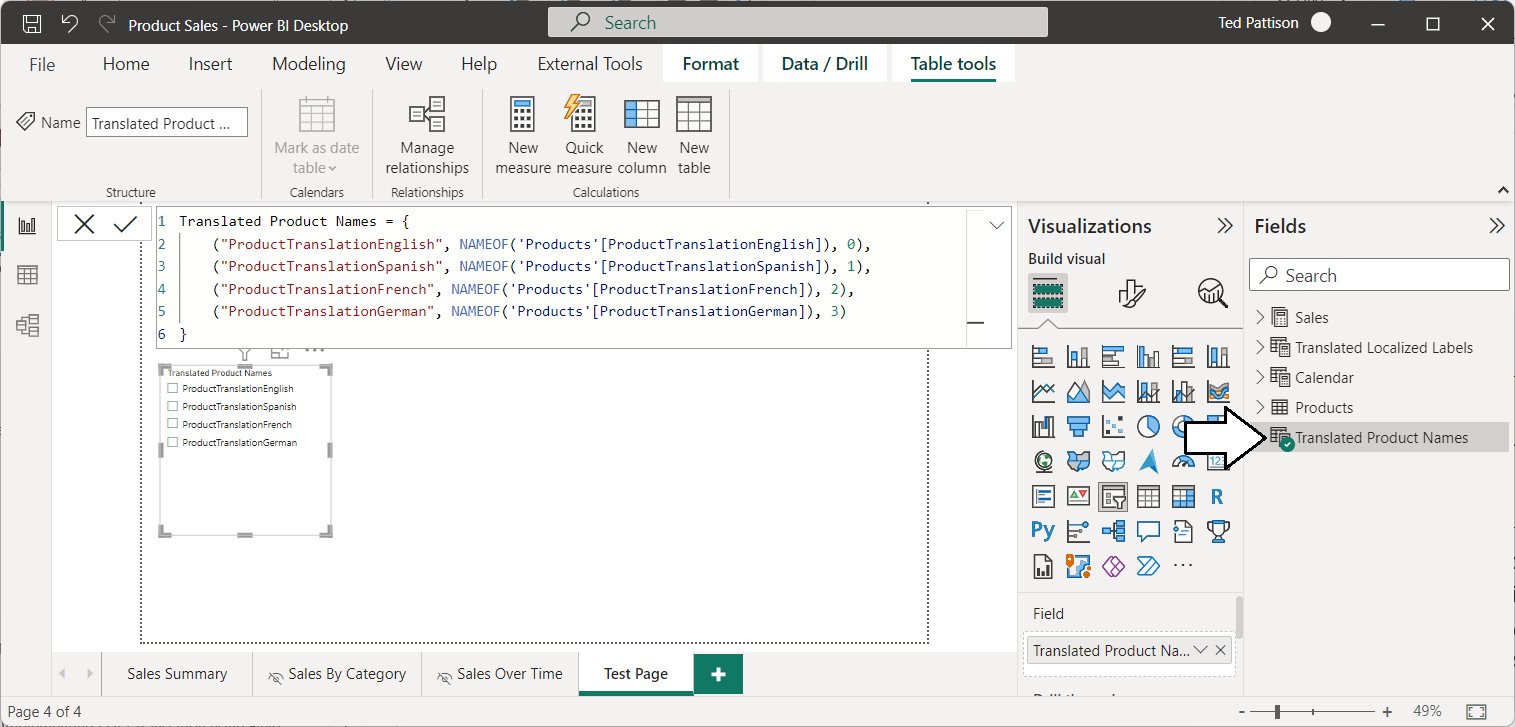 Product Sales - Power BI Desktop
Search
Ted Pattison
File Home Insert Modeling View Help External Tools Format Data / Drill Table tools
Name
Translated Product ...
Structure
Mark as date
table
Calendars
Manage
relationships
Relationships
New
measure
Quick
measure
New
column
New
table
Calculations
1 Translated Product Names = {
2 ("ProductTranslationEnglish", NAMEOF('Products'[ProductTranslationEnglish]), 0),
3 ("ProductTranslationSpanish", NAMEOF('Products'[ProductTranslationSpanish]), 1),
4 ("ProductTranslationFrench", NAMEOF('Products'[ProductTranslationFrench]), 2),
5 ("ProductTranslationGerman", NAMEOF('Products'[ProductTranslationGerman]), 3)
6 }
Translated Product Names
ProductTranslationEnglish
ProductTranslationSpanish
ProductTranslationFrench
ProductTranslationGerman
Visualizations
Build visual
123
R
Py
...
Field
Translated Product Na...
Fields
Search
Sales
Translated Localized Labels
Calendar
Products
Translated Product Names
Sales Summary Sales By Category Sales Over Time Test Page +
Page 4 of 4
- + 49%